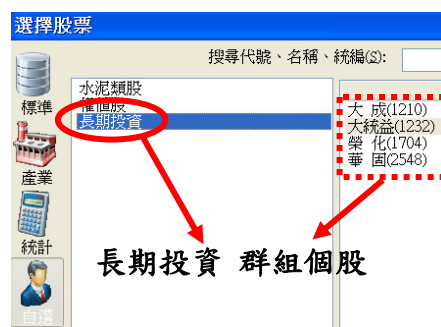 選擇股票
搜尋代號、名稱、統編(S):
標準
產業
統計
自選
水泥類股
權值股
長期投資
大 成(1210)
大統益(1232)
榮 化(1704)
華 固(2548)
長期投資 群組個股